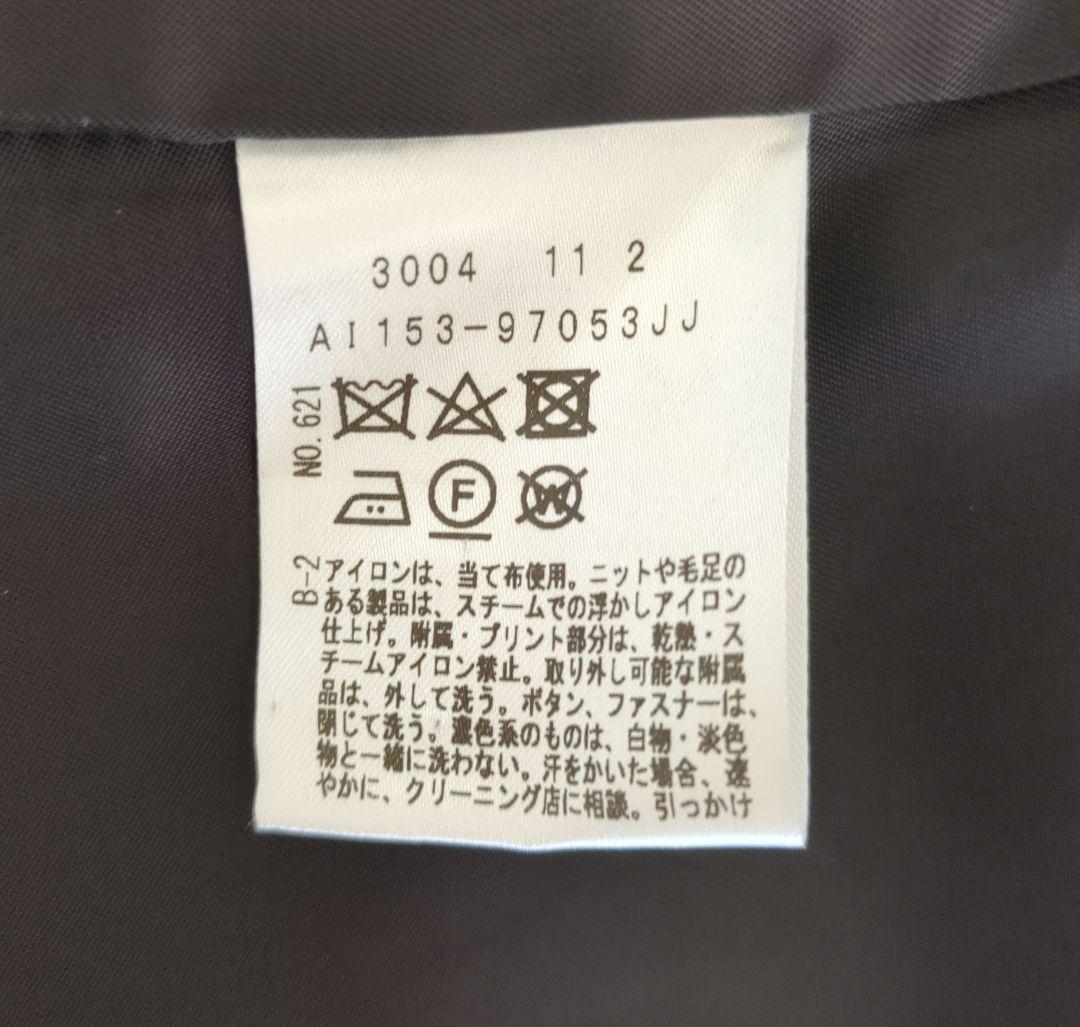 3004 11 2
AI153-97053JJ
NO.621
F
W
B-2
アイロンは、当て布使用。ニットや毛足の
ある製品は、スチームでの浮かしアイロン
仕上げ。附属・プリント部分は、乾熱・ス
チームアイロン禁止。取り外し可能な附属
品は、外して洗う。ボタン、ファスナーは、
閉じて洗う。濃色系のものは、白物・淡色
物と一緒に洗わない。汗をかいた場合、速
やかに、クリーニング店に相談。引っかけ